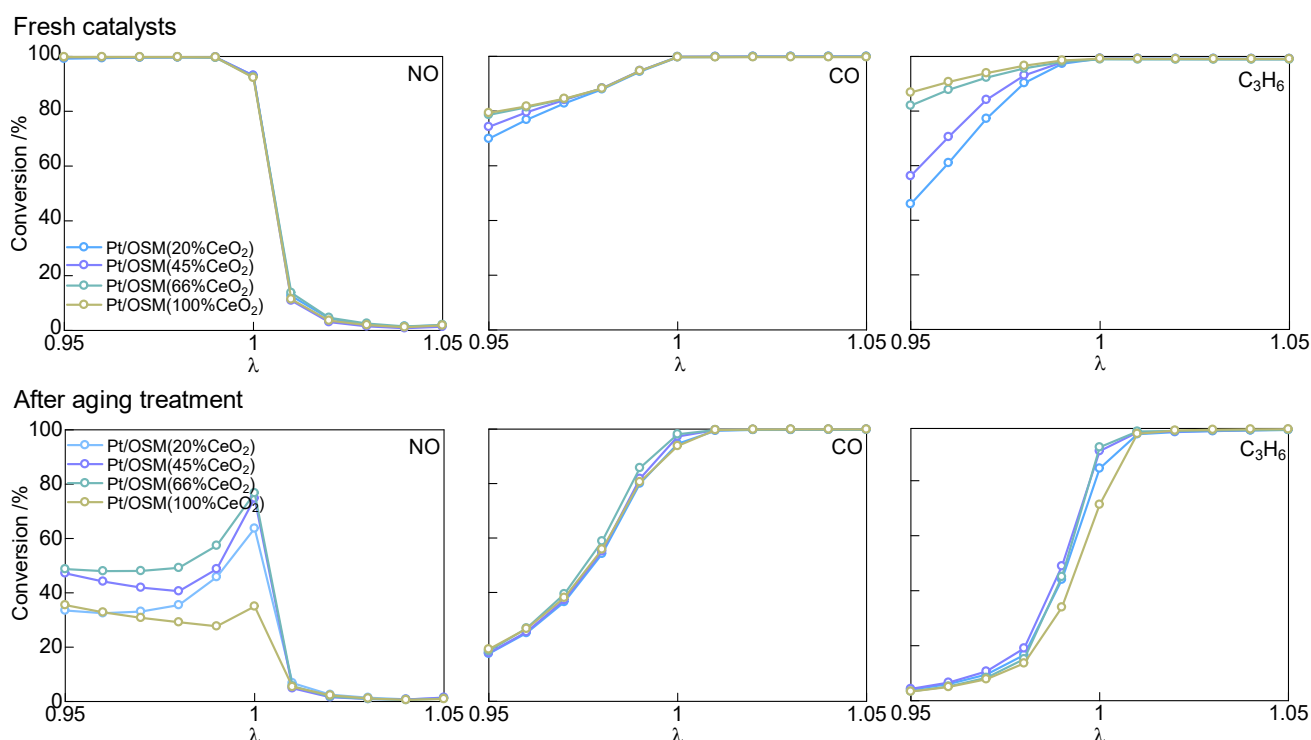 Fresh catalysts
Conversion /%
100
80
60
40
20
0
NO
Pt/OSM(20%CeO₂)
Pt/OSM(45%CeO₂)
Pt/OSM(66%CeO₂)
Pt/OSM(100%CeO₂)
0.95 1 1.05
λ
CO
0.95 1
λ
C₃H₆
0.95 1 1.05
λ
After aging treatment
Conversion /%
100
80
60
40
20
0
Pt/OSM(20%CeO₂)
Pt/OSM(45%CeO₂)
Pt/OSM(66%CeO₂)
Pt/OSM(100%CeO₂)
NO
0.95 1 1.05
λ
CO
0.95 1
λ
C₃H₆
0.95 1 1.05
λ